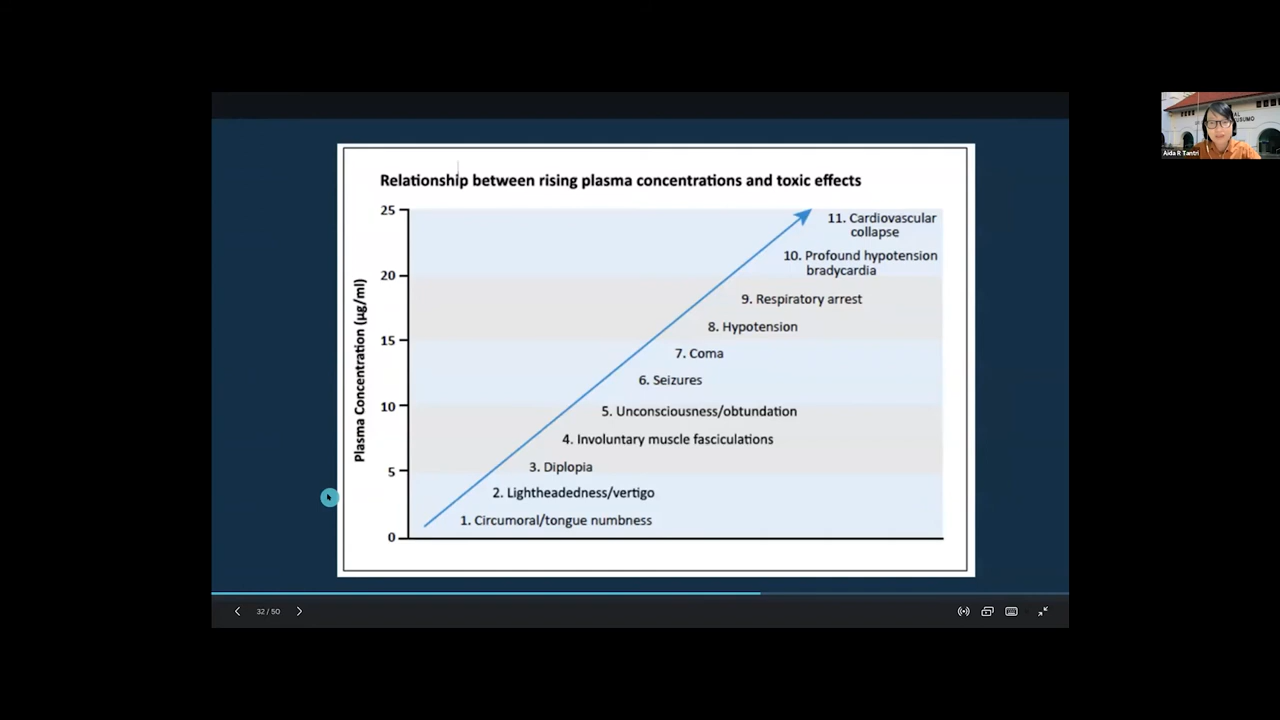 Relationship between rising plasma concentrations and toxic effects
Plasma Concentration (µg/ml)
25
20
15
10
5
0
11. Cardiovascular
collapse
10. Profound hypotension
bradycardia
9. Respiratory arrest
8. Hypotension
7. Coma
6. Seizures
5. Unconsciousness/obtundation
4. Involuntary muscle fasciculations
3. Diplopia
2. Lightheadedness/vertigo
1. Circumoral/tongue numbness
32 / 50
Aida R Tantri